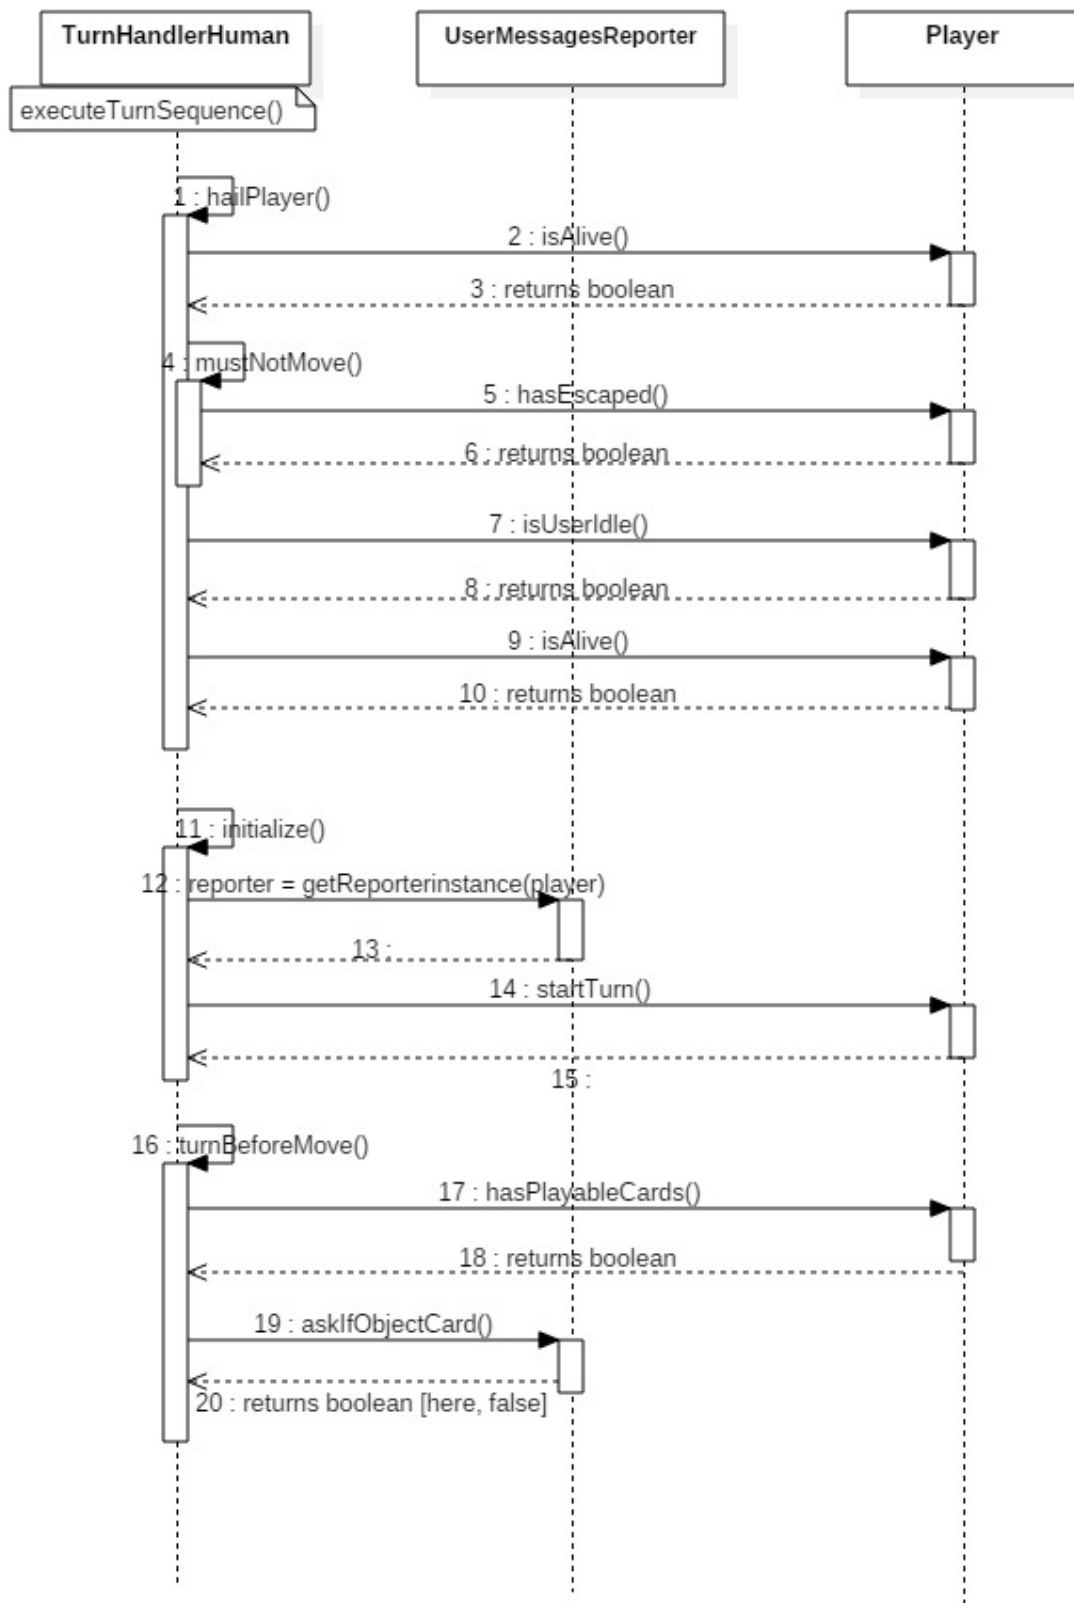 TurnHandlerHuman
UserMessagesReporter
Player
executeTurnSequence()
1 : hailPlayer()
2 : isAlive()
3 : returns boolean
4 : mustNotMove()
5 : hasEscaped()
6 : returns boolean
7 : isUserIdle()
8 : returns boolean
9 : isAlive()
10 : returns boolean
11 : initialize()
12 : reporter = getReporterinstance(player)
13 :
14 : startTurn()
15 :
16 : turnBeforeMove()
17 : hasPlayableCards()
18 : returns boolean
19 : askIfObjectCard()
20 : returns boolean [here, false]